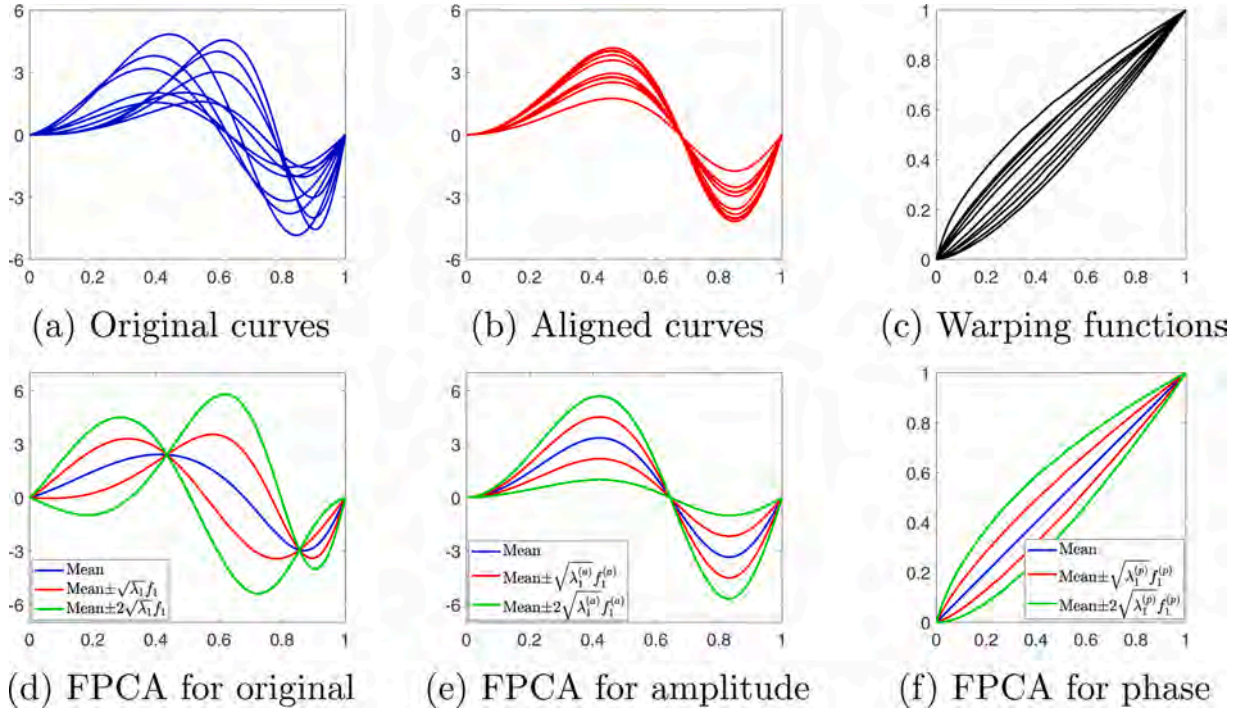 6
3
0
-3
-6
0 0.2 0.4 0.6 0.8 1
(a) Original curves
6
3
0
-3
-6
0 0.2 0.4 0.6 0.8 1
(b) Aligned curves
1
0.8
0.6
0.4
0.2
0
0 0.2 0.4 0.6 0.8 1
(c) Warping functions
6
3
0
-3
-6
Mean
Mean±√λ₁f₁
Mean±2√λ₁f₁
0 0.2 0.4 0.6 0.8 1
(d) FPCA for original
6
3
0
-3
-6
Mean
Mean±√λ₁⁽ᵃ⁾f₁⁽ᵃ⁾
Mean±2√λ₁⁽ᵃ⁾f₁⁽ᵃ⁾
0 0.2 0.4 0.6 0.8 1
(e) FPCA for amplitude
1
0.8
0.6
0.4
0.2
0
Mean
Mean±√λ₁⁽ᵖ⁾f₁⁽ᵖ⁾
Mean±2√λ₁⁽ᵖ⁾f₁⁽ᵖ⁾
0 0.2 0.4 0.6 0.8 1
(f) FPCA for phase